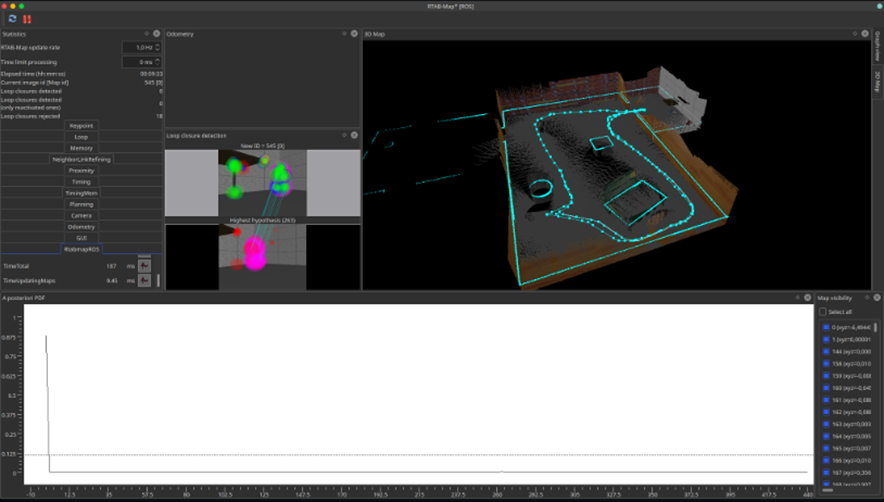 RTAB-Map* [ROS]
Statistics
RTAB-Map update rate 1,0 Hz
Time limit processing 0 ms
Elapsed time (hh:mm:ss) 00:09:33
Current image id [Map id] 545 [0]
Loop closures detected 0
Loop closures detected
(only reactivated ones) 0
Loop closures rejected 18
Keypoint
Loop
Memory
NeighborLinkRefining
Proximity
Timing
TimingMem
Planning
Camera
Odometry
GUI
RtabmapROS
TimeTotal 167 ms
TimeUpdatingMaps 9.45 ms
Odometry
Loop closure detection
New ID = 545 [0]
Highest hypothesis (263)
3D Map
Graph view
3D Map
A posteriori PDF
1
0.875
0.75
0.625
0.5
0.375
0.25
0.125
0
-10 12.5 35 57.5 80 102.5 125 147.5 170 192.5 215 237.5 260 282.5 305 327.5 350 372.5 395 417.5 440
Map visibility
Select all
0 (xyz=-6,4944
1 (xyz=0,00001
144 (xyz=0,000
158 (xyz=0,010
159 (xyz=-0,00
160 (xyz=-0,04
161 (xyz=-0,08
162 (xyz=-0,08
163 (xyz=0,003
164 (xyz=0,005
165 (xyz=0,007
166 (xyz=0,010
167 (xyz=0,306